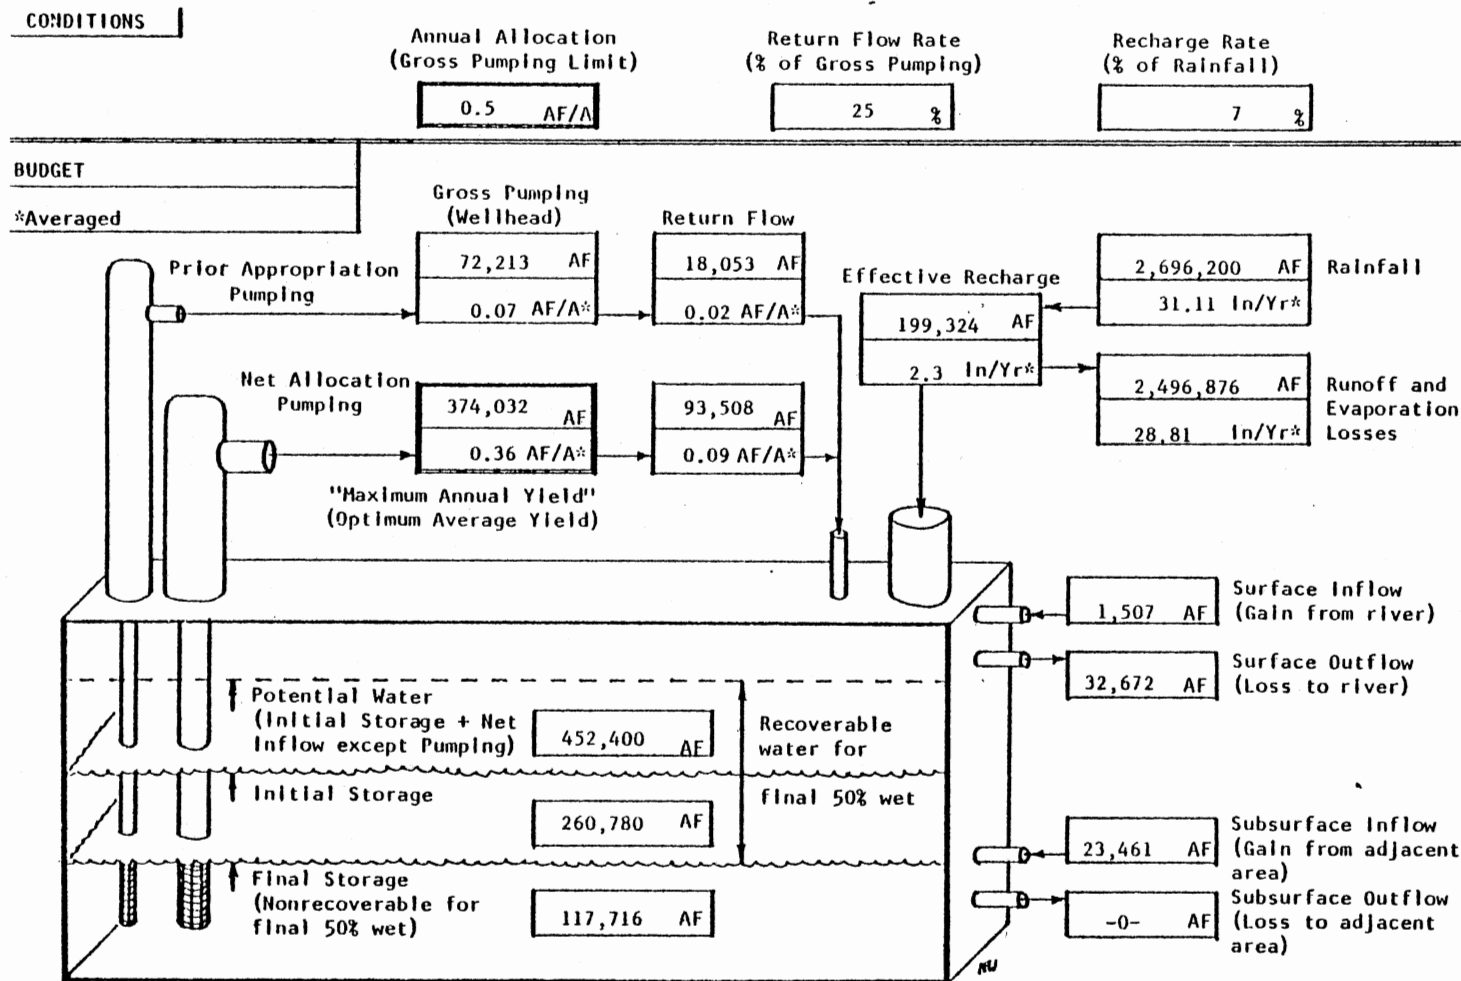 CONDITIONS
Annual Allocation
(Gross Pumping Limit)
0.5 AF/A
Return Flow Rate
(% of Gross Pumping)
25 %
Recharge Rate
(% of Rainfall)
7 %
BUDGET
*Averaged
Gross Pumping
(Wellhead)
Return Flow
Prior Appropriation
Pumping
72,213 AF
0.07 AF/A*
18,053 AF
0.02 AF/A*
Effective Recharge
199,324 AF
2.3 In/Yr*
2,696,200 AF
31.11 In/Yr*
Rainfall
Net Allocation
Pumping
374,032 AF
0.36 AF/A*
93,508 AF
0.09 AF/A*
2,496,876 AF
28.81 In/Yr*
Runoff and
Evaporation
Losses
"Maximum Annual Yield"
(Optimum Average Yield)
1,507 AF
Surface Inflow
(Gain from river)
32,672 AF
Surface Outflow
(Loss to river)
Potential Water
(Initial Storage + Net
Inflow except Pumping)
452,400 AF
Recoverable
water for
final 50% wet
Initial Storage
260,780 AF
23,461 AF
Subsurface Inflow
(Gain from adjacent
area)
Final Storage
(Nonrecoverable for
final 50% wet)
117,716 AF
-0- AF
Subsurface Outflow
(Loss to adjacent
area)
NW